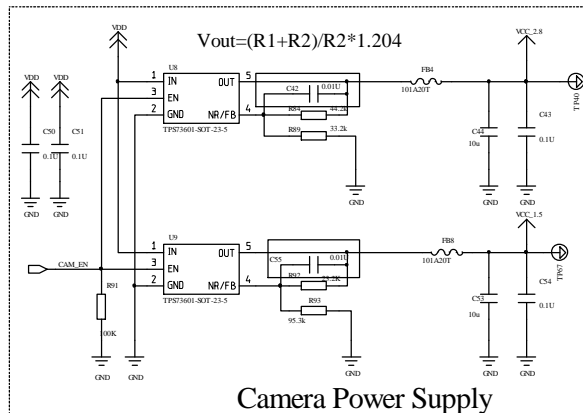 VDD
Vout=(R1+R2)/R2*1.204
VCC_2.8
U8
1 IN OUT 5
3 EN
2 GND NR/FB 4
TPS73601-SOT-23-5
C42
0.01U
R84
44.2k
R89
33.2k
FB4
101A20T
TP40
VDD VDD
C50 C51
0.1U 0.1U
GND GND
C44
10u
C43
0.1U
GND
GND GND
VCC_1.5
U9
1 IN OUT 5
3 EN
2 GND NR/FB 4
TPS73601-SOT-23-5
C55
0.01U
R92
R93
95.3k
FB8
101A20T
TP67
CAM_EN
R91
100K
C53
10u
C54
0.1U
GND GND GND GND GND
Camera Power Supply